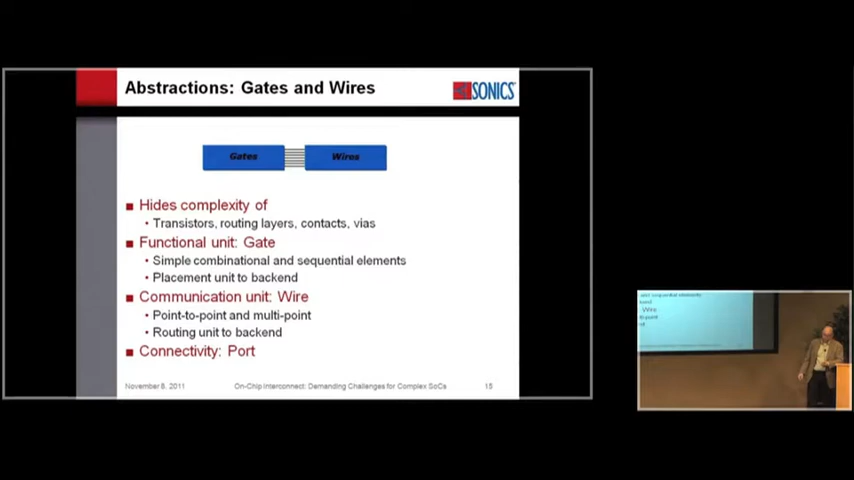 Abstractions: Gates and Wires
SONICS
Gates
Wires
Hides complexity of
Transistors, routing layers, contacts, vias
Functional unit: Gate
Simple combinational and sequential elements
Placement unit to backend
Communication unit: Wire
Point-to-point and multi-point
Routing unit to backend
Connectivity: Port
November 8, 2011
On-Chip Interconnect: Demanding Challenges for Complex SoCs
15